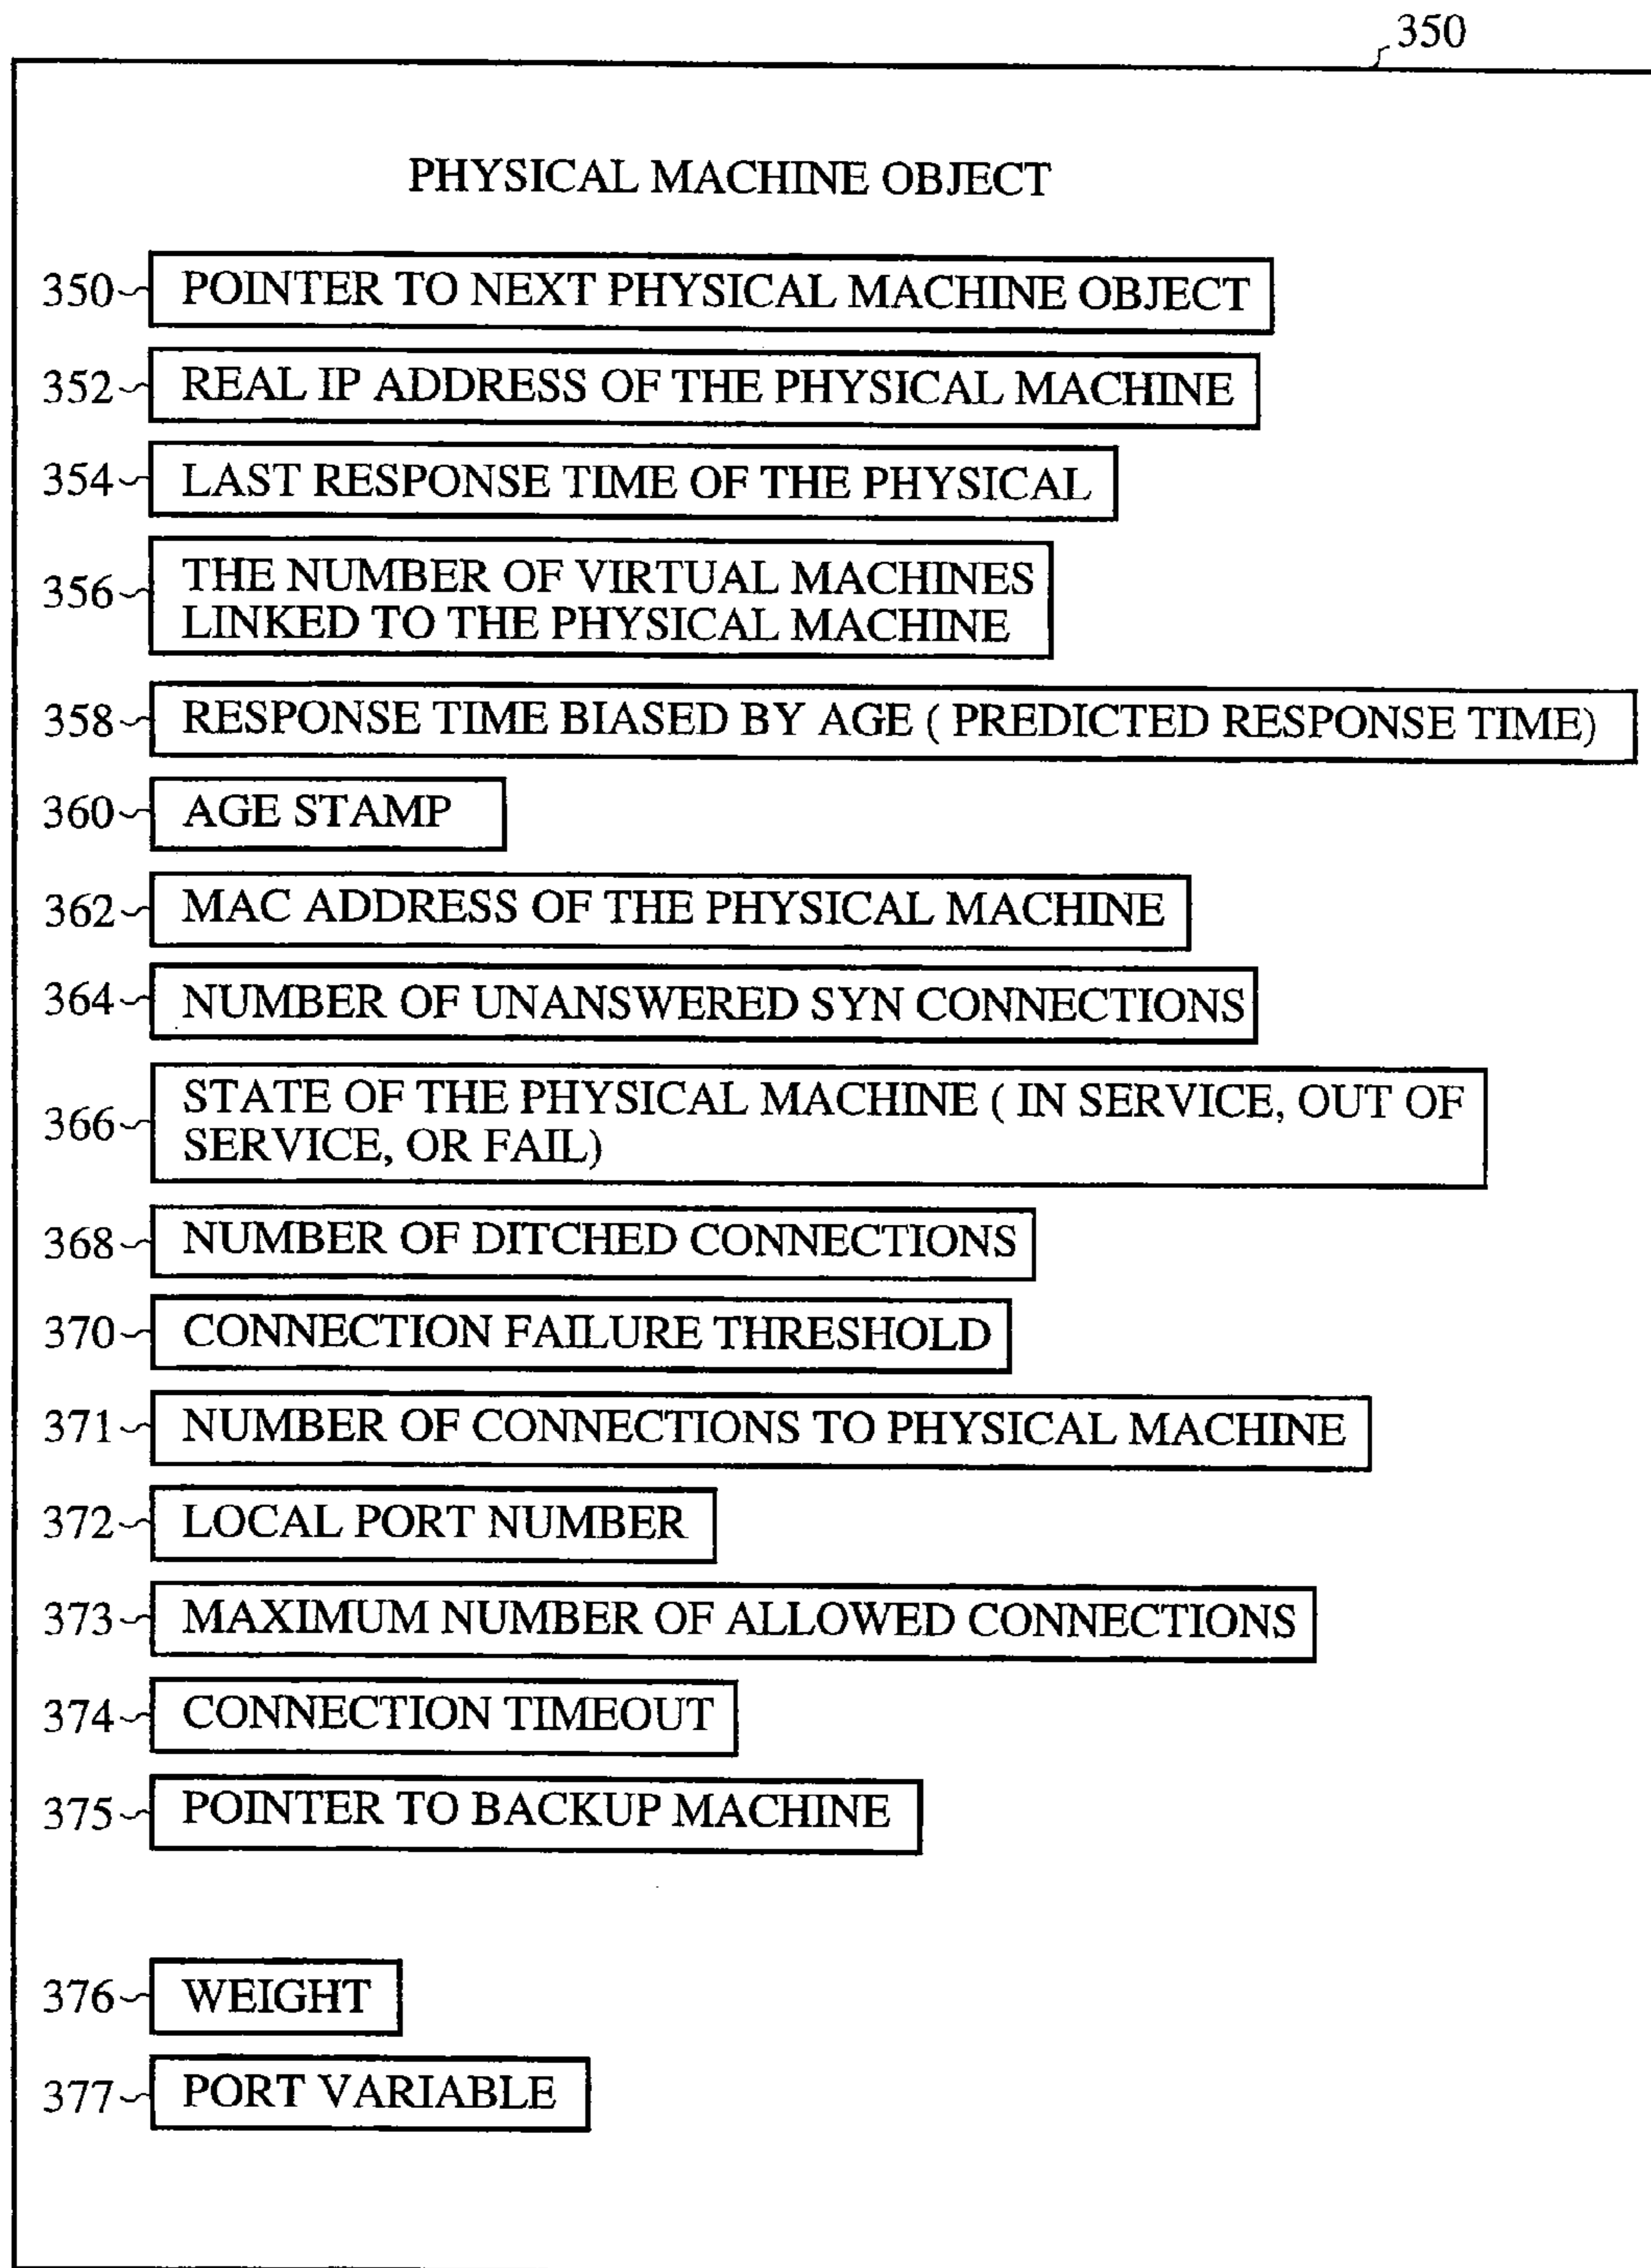 350
PHYSICAL MACHINE OBJECT
350 POINTER TO NEXT PHYSICAL MACHINE OBJECT
352 REAL IP ADDRESS OF THE PHYSICAL MACHINE
354 LAST RESPONSE TIME OF THE PHYSICAL
356 THE NUMBER OF VIRTUAL MACHINES
LINKED TO THE PHYSICAL MACHINE
358 RESPONSE TIME BIASED BY AGE ( PREDICTED RESPONSE TIME)
360 AGE STAMP
362 MAC ADDRESS OF THE PHYSICAL MACHINE
364 NUMBER OF UNANSWERED SYN CONNECTIONS
366 STATE OF THE PHYSICAL MACHINE ( IN SERVICE, OUT OF
SERVICE, OR FAIL)
368 NUMBER OF DITCHED CONNECTIONS
370 CONNECTION FAILURE THRESHOLD
371 NUMBER OF CONNECTIONS TO PHYSICAL MACHINE
372 LOCAL PORT NUMBER
373 MAXIMUM NUMBER OF ALLOWED CONNECTIONS
374 CONNECTION TIMEOUT
375 POINTER TO BACKUP MACHINE
376 WEIGHT
377 PORT VARIABLE